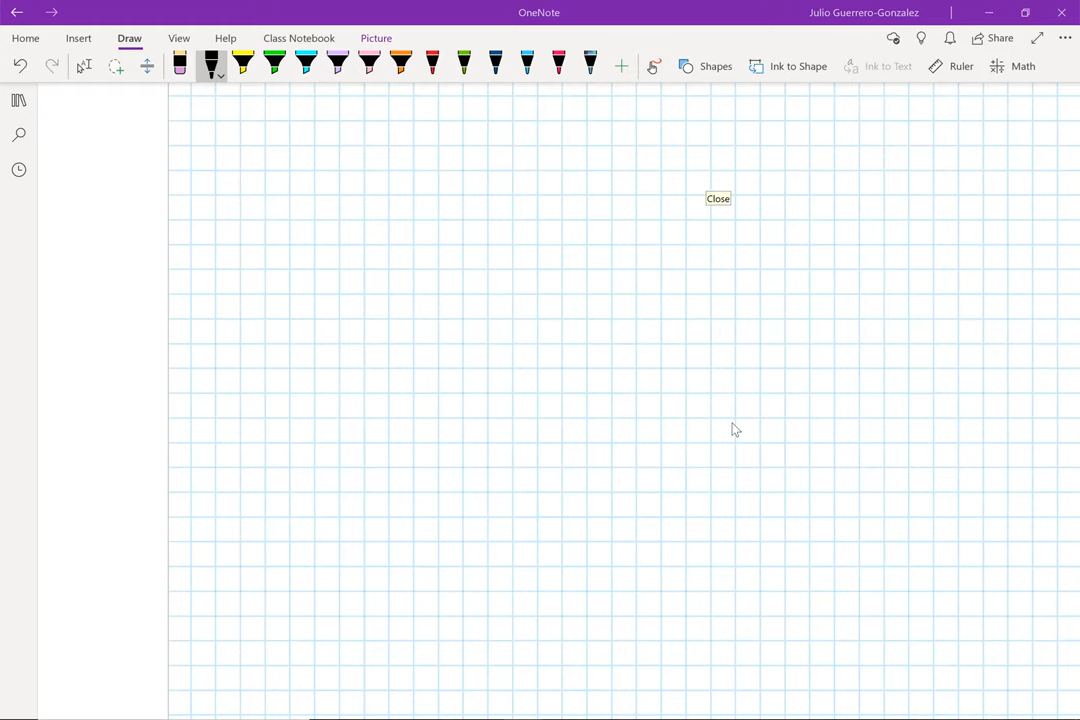 OneNote
Julio Guerrero-Gonzalez
Home Insert Draw View Help Class Notebook Picture
Share
Shapes Ink to Shape Ink to Text Ruler Math
Close